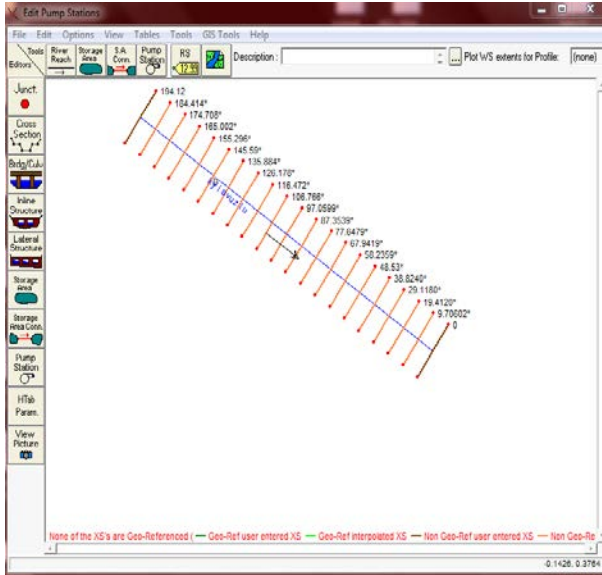 Edit Pump Stations
File Edit Options View Tables Tools GIS Tools Help
Tools
Editors
River
Reach
Storage
Area
S.A.
Conn.
Pump
Station
RS
Description :
...
Plot WS extents for Profile:
(none)
Junct.
Cross
Section
Brdg/Culv
Inline
Structure
Lateral
Structure
Storage
Area
Storage
Area Conn.
Pump
Station
HTab
Param.
View
Picture
194.12
184.414*
174.708*
165.002*
155.296*
145.59*
135.884*
126.178*
116.472*
106.766*
97.0599*
87.3539*
77.6479*
67.9419*
58.2359*
48.53*
38.8240*
29.1180*
19.4120*
9.70602*
0
None of the XS's are Geo-Referenced ( Geo-Ref user entered XS Geo-Ref interpolated XS Non Geo-Ref user entered XS Non Geo-Re
-0.1426, 0.3764